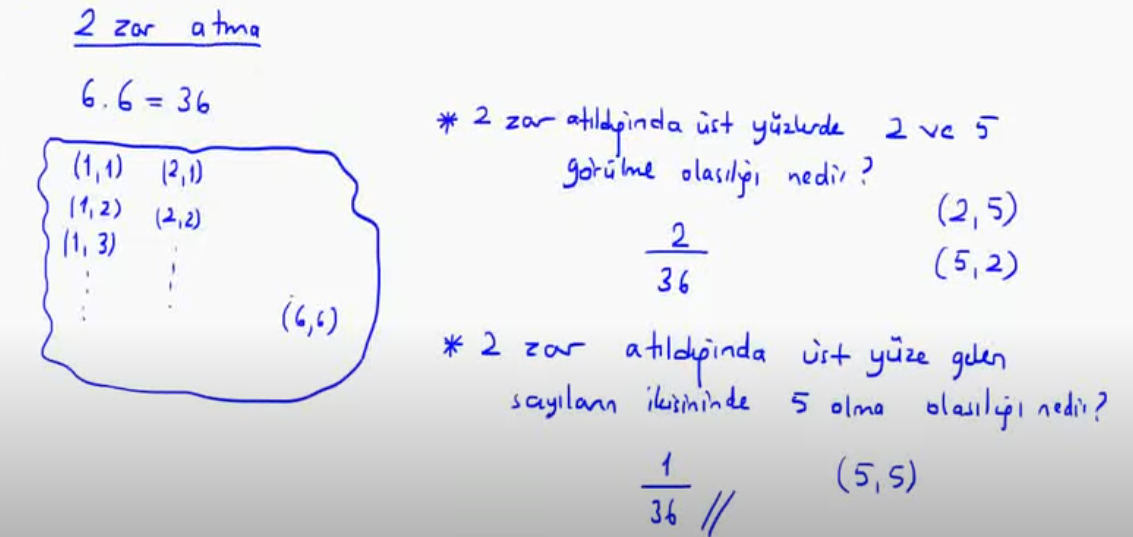 2 zar atma
6.6 = 36
(1,1) (2,1)
(1,2) (2,2)
(1,3)
(6,6)
* 2 zar atıldığında üst yüzlerde 2 ve 5
görülme olasılığı nedir?
(2,5)
2/36
(5,2)
* 2 zar atıldığında üst yüze gelen
sayıların ikisininde 5 olma olasılığı nedir?
1/36 //
(5,5)